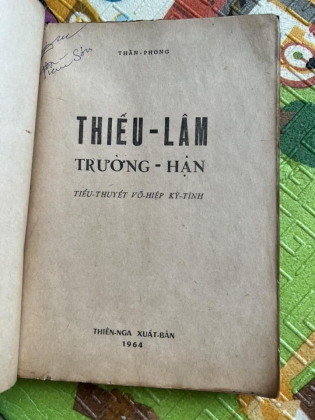 THẦN-PHONG
THIẾU-LÂM
TRƯỜNG-HẬN
TIỂU-THUYẾT VÕ-HIỆP KỲ-TÌNH
THIÊN-NGA XUẤT-BẢN
1964